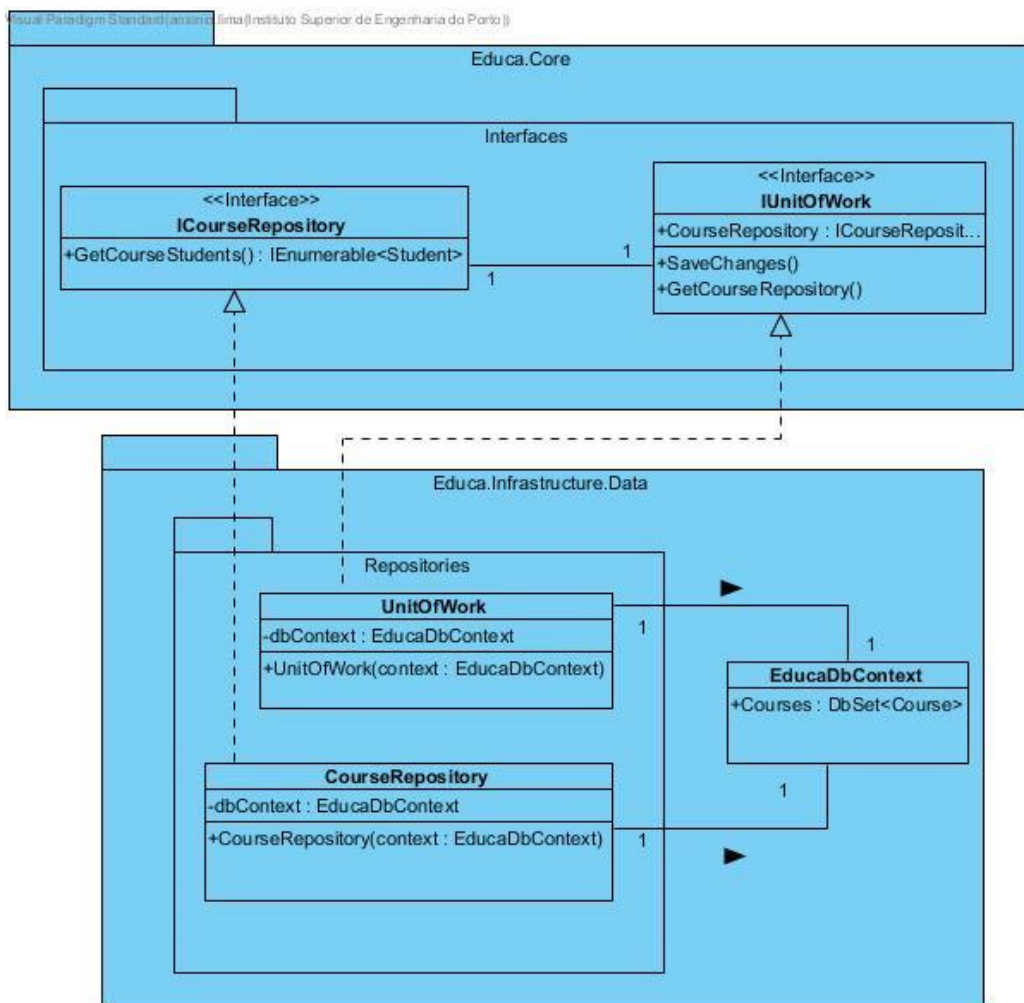 Visual Paradigm Standard(antonio.lima(Instituto Superior de Engenharia do Porto))
Educa.Core
Interfaces
<<Interface>>
ICourseRepository
+GetCourseStudents() : IEnumerable<Student>
<<Interface>>
IUnitOfWork
+CourseRepository : ICourseReposit...
+SaveChanges()
+GetCourseRepository()
1
1
Educa.Infrastructure.Data
Repositories
UnitOfWork
-dbContext : EducaDbContext
+UnitOfWork(context : EducaDbContext)
1
1
EducaDbContext
+Courses : DbSet<Course>
CourseRepository
-dbContext : EducaDbContext
+CourseRepository(context : EducaDbContext)
1
1